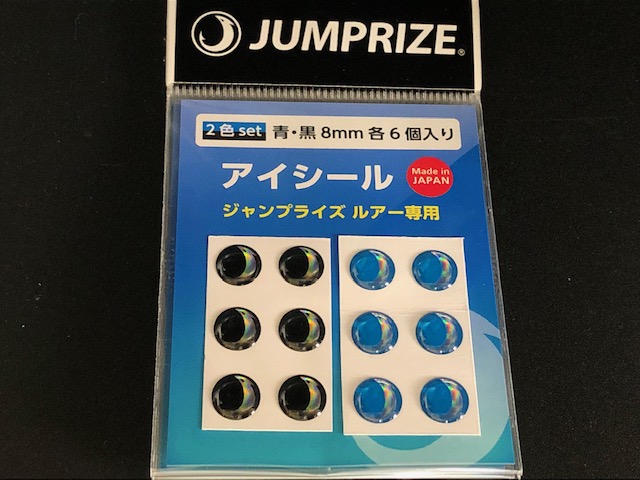 JUMPRIZE®
2色set 青・黒 8mm 各6個入り
アイシール
Made in
JAPAN
ジャンプライズ ルアー専用